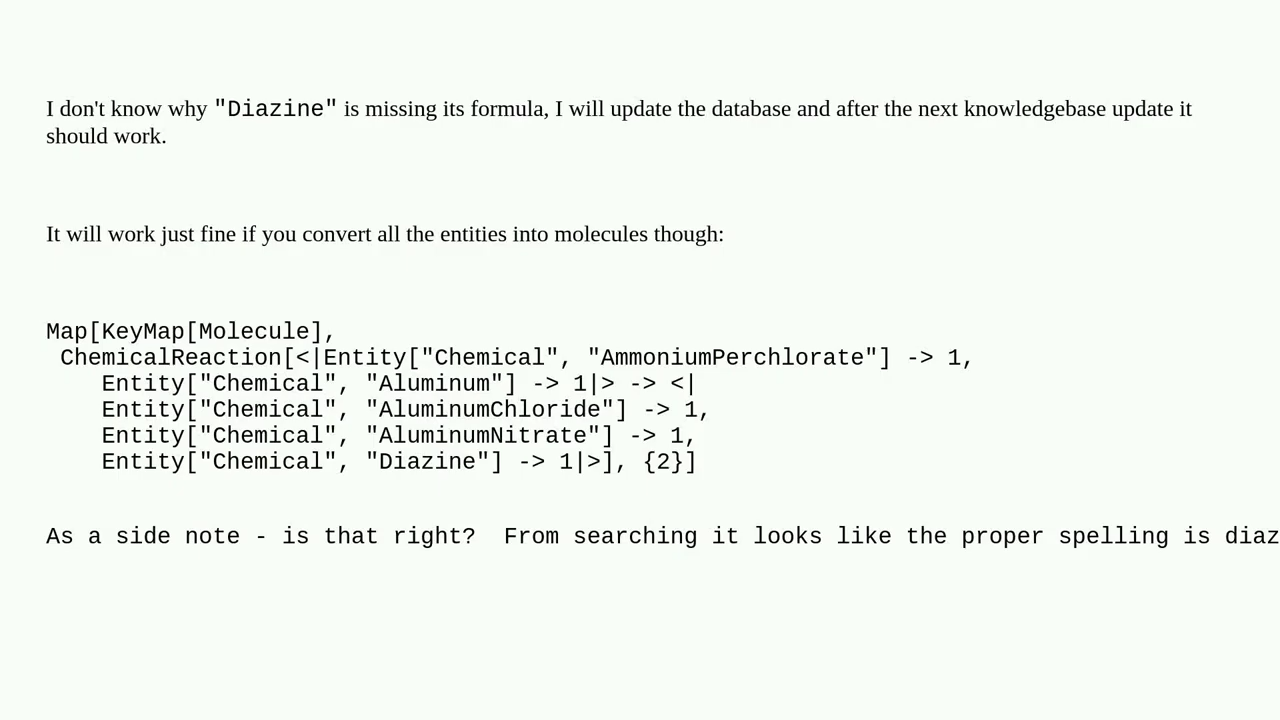 I don't know why "Diazine" is missing its formula, I will update the database and after the next knowledgebase update it
should work.
It will work just fine if you convert all the entities into molecules though:
Map[KeyMap[Molecule],
 ChemicalReaction[<|Entity["Chemical", "AmmoniumPerchlorate"] -> 1,
    Entity["Chemical", "Aluminum"] -> 1|> -> <|
    Entity["Chemical", "AluminumChloride"] -> 1,
    Entity["Chemical", "AluminumNitrate"] -> 1,
    Entity["Chemical", "Diazine"] -> 1|>], {2}]
As a side note - is that right?  From searching it looks like the proper spelling is